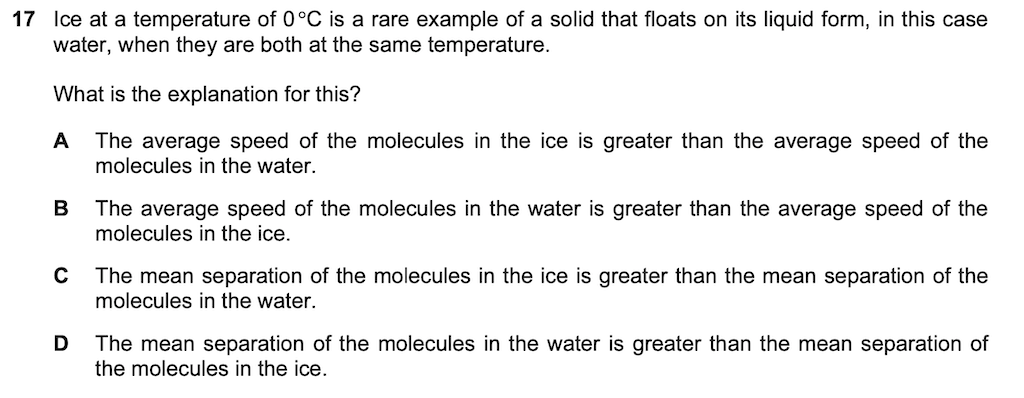 17 Ice at a temperature of 0 °C is a rare example of a solid that floats on its liquid form, in this case
water, when they are both at the same temperature.
What is the explanation for this?
A The average speed of the molecules in the ice is greater than the average speed of the
molecules in the water.
B The average speed of the molecules in the water is greater than the average speed of the
molecules in the ice.
C The mean separation of the molecules in the ice is greater than the mean separation of the
molecules in the water.
D The mean separation of the molecules in the water is greater than the mean separation of
the molecules in the ice.